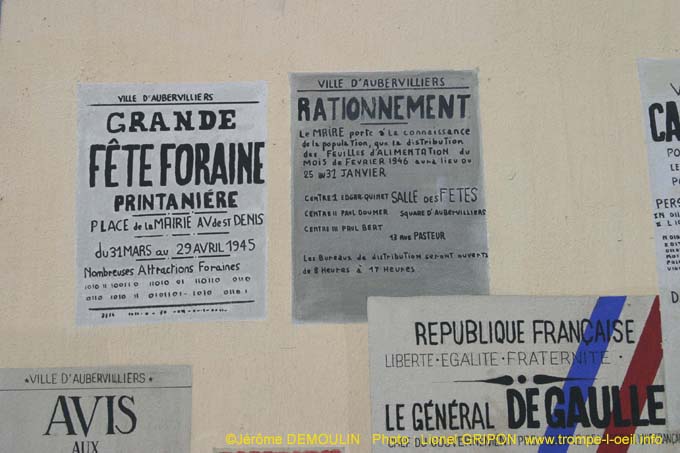 VILLE D'AUBERVILLIERS
GRANDE
FÊTE FORAINE
PRINTANIÉRE
PLACE de la MAIRIE AV de ST DENIS
du 31 MARS au 29 AVRIL 1945
Nombreuses Attractions Foraines
VILLE D'AUBERVILLIERS
RATIONNEMENT
Le MAIRE porte à la connaissance
de la population, que la distribution
des FEUILLES d'ALIMENTATION du
MOIS de FEVRIER 1946 aura lieu du
25 au 31 JANVIER
CENTRE I EDGAR QUINET SALLE des FETES
CENTRE II PAUL DOUMER SQUARE D'AUBERVILLIERS
CENTRE III PAUL BERT
13 RUE PASTEUR
Les Bureaux de distribution seront ouverts
de 8 Heures à 17 Heures
CA
REPUBLIQUE FRANÇAISE
LIBERTE·EGALITE·FRATERNITE·
LE GÉNÉRAL DE GAULLE
·VILLE D'AUBERVILLIERS·
AVIS
AUX
©Jérôme DEMOULIN Photo : Lionel GRIPON www.trompe-l-oeil.info